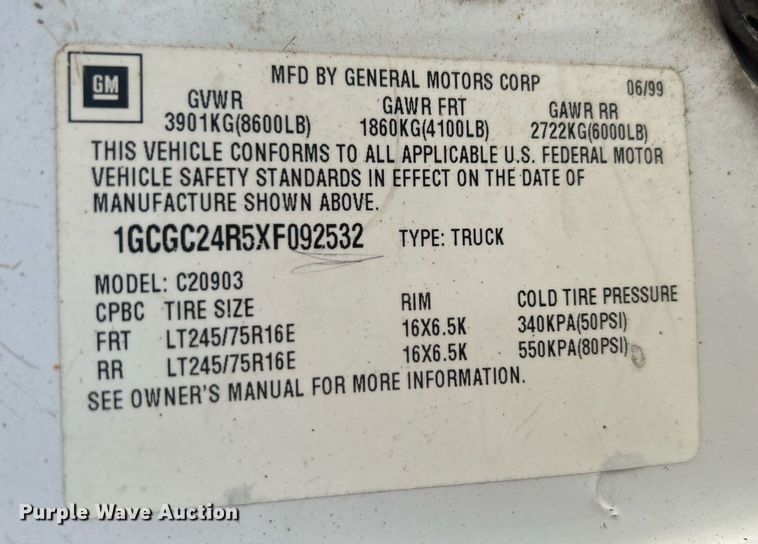 GM
MFD BY GENERAL MOTORS CORP 06/99
GVWR GAWR FRT GAWR RR
3901KG(8600LB) 1860KG(4100LB) 2722KG(6000LB)
THIS VEHICLE CONFORMS TO ALL APPLICABLE U.S. FEDERAL MOTOR
VEHICLE SAFETY STANDARDS IN EFFECT ON THE DATE OF
MANUFACTURE SHOWN ABOVE.
1GCGC24R5XF092532 TYPE: TRUCK
MODEL: C20903
CPBC TIRE SIZE RIM COLD TIRE PRESSURE
FRT LT245/75R16E 16X6.5K 340KPA(50PSI)
RR LT245/75R16E 16X6.5K 550KPA(80PSI)
SEE OWNER'S MANUAL FOR MORE INFORMATION.
Purple Wave Auction